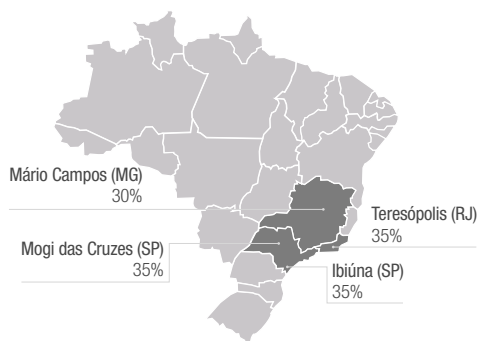 Mário Campos (MG)
30%
Teresópolis (RJ)
35%
Mogi das Cruzes (SP)
35%
Ibiúna (SP)
35%